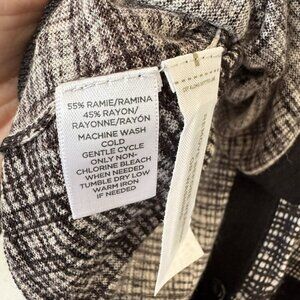 55% RAMIE/RAMINA
45% RAYON/
RAYONNE/RAYÓN
MACHINE WASH
COLD
GENTLE CYCLE
ONLY NON-
CHLORINE BLEACH
WHEN NEEDED
TUMBLE DRY LOW
WARM IRON
IF NEEDED